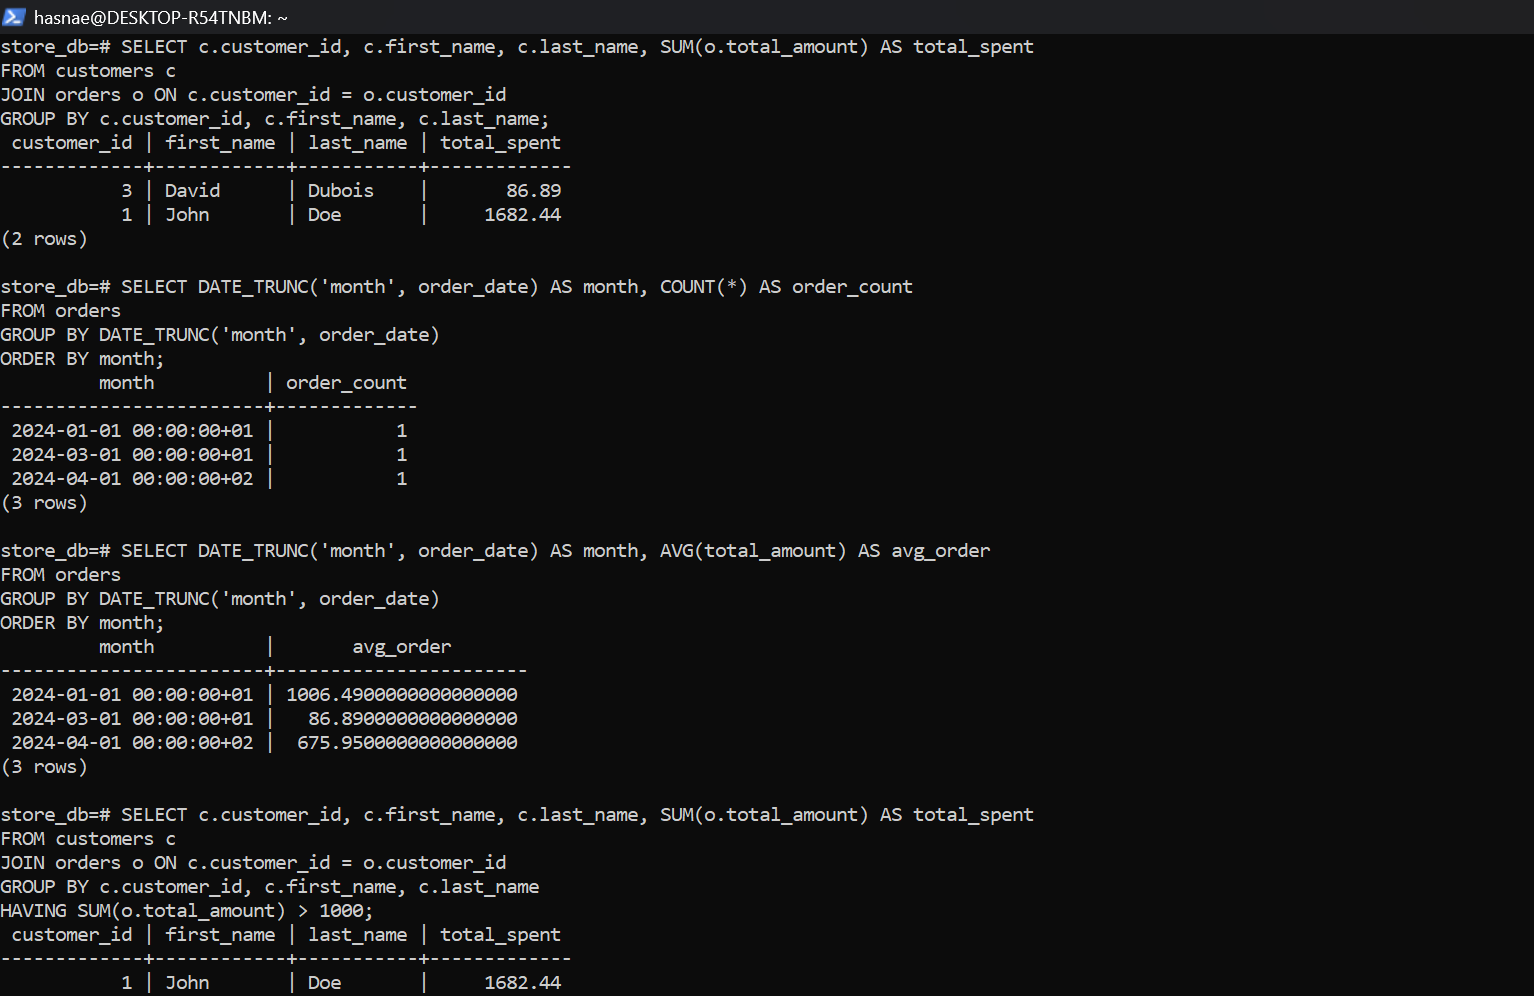 hasnae@DESKTOP-R54TNBM: ~
store_db=# SELECT c.customer_id, c.first_name, c.last_name, SUM(o.total_amount) AS total_spent
FROM customers c
JOIN orders o ON c.customer_id = o.customer_id
GROUP BY c.customer_id, c.first_name, c.last_name;
 customer_id | first_name | last_name | total_spent
-------------+------------+-----------+-------------
           3 | David      | Dubois    |       86.89
           1 | John       | Doe       |     1682.44
(2 rows)

store_db=# SELECT DATE_TRUNC('month', order_date) AS month, COUNT(*) AS order_count
FROM orders
GROUP BY DATE_TRUNC('month', order_date)
ORDER BY month;
         month          | order_count
------------------------+-------------
 2024-01-01 00:00:00+01 |           1
 2024-03-01 00:00:00+01 |           1
 2024-04-01 00:00:00+02 |           1
(3 rows)

store_db=# SELECT DATE_TRUNC('month', order_date) AS month, AVG(total_amount) AS avg_order
FROM orders
GROUP BY DATE_TRUNC('month', order_date)
ORDER BY month;
         month          |       avg_order
------------------------+-----------------------
 2024-01-01 00:00:00+01 | 1006.4900000000000000
 2024-03-01 00:00:00+01 |   86.8900000000000000
 2024-04-01 00:00:00+02 |  675.9500000000000000
(3 rows)

store_db=# SELECT c.customer_id, c.first_name, c.last_name, SUM(o.total_amount) AS total_spent
FROM customers c
JOIN orders o ON c.customer_id = o.customer_id
GROUP BY c.customer_id, c.first_name, c.last_name
HAVING SUM(o.total_amount) > 1000;
 customer_id | first_name | last_name | total_spent
-------------+------------+-----------+-------------
           1 | John       | Doe       |     1682.44